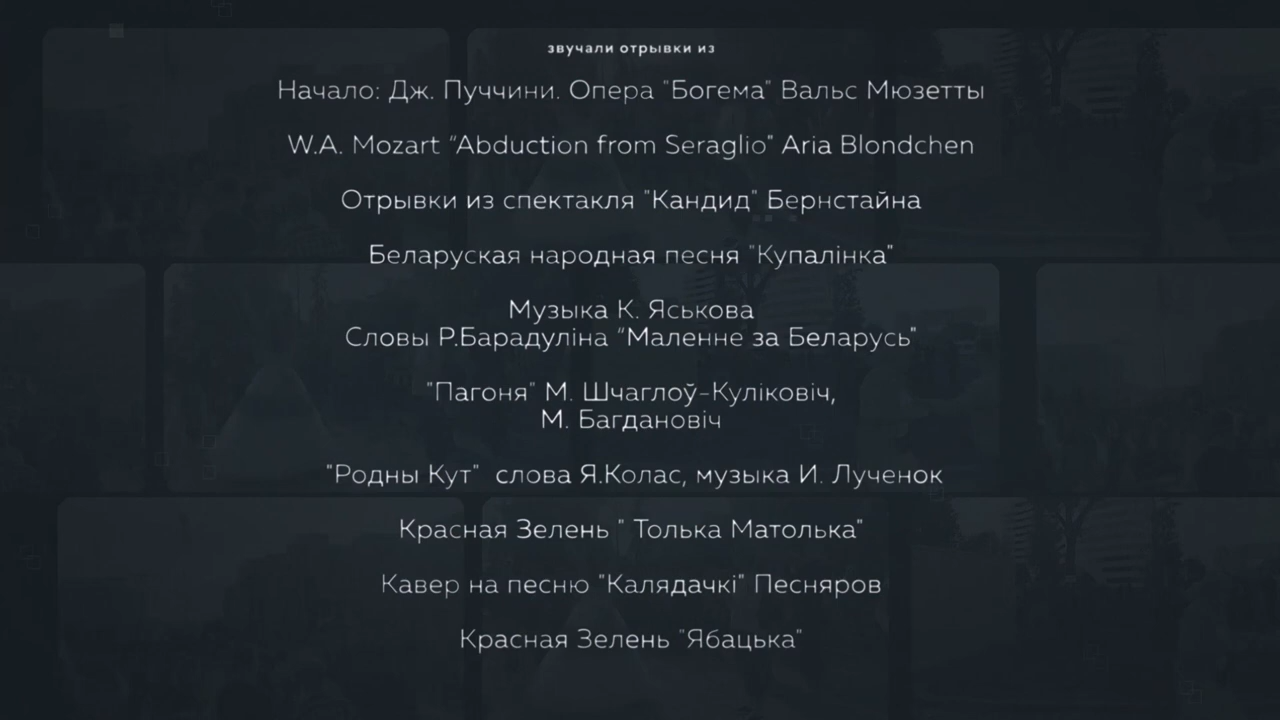 звучали отрывки из
Начало: Дж. Пуччини. Опера "Богема" Вальс Мюзетты
W.A. Mozart “Abduction from Seraglio" Aria Blondchen
Отрывки из спектакля "Кандид" Бернстайна
Беларуская народная песня "Купалінка"
Музыка К. Яськова
Словы Р.Барадуліна “Маленне за Беларусь"
"Пагоня" М. Шчаглоў-Куліковіч,
М. Багдановіч
"Родны Кут" слова Я.Колас, музыка И. Лученок
Красная Зелень " Толька Матолька"
Кавер на песню "Калядачкі" Песняров
Красная Зелень "Ябацька"